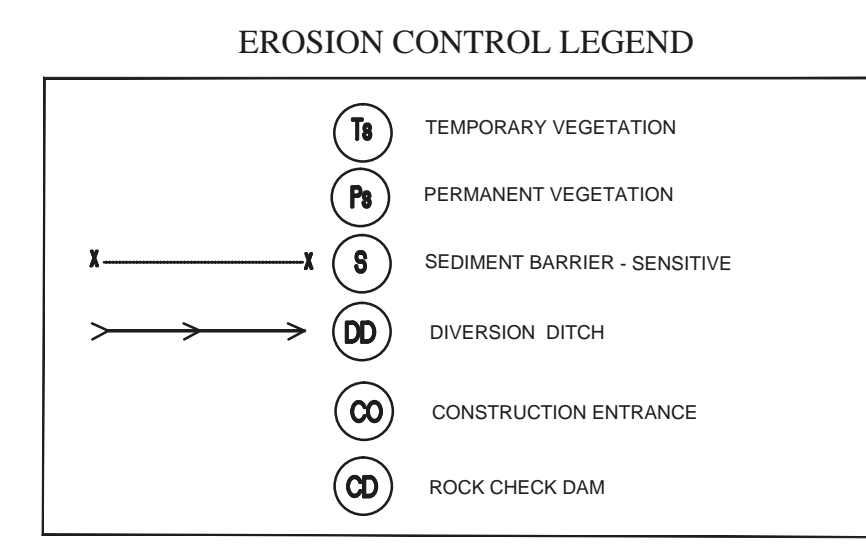 EROSION CONTROL LEGEND
Ts TEMPORARY VEGETATION
Ps PERMANENT VEGETATION
X X S SEDIMENT BARRIER - SENSITIVE
DD DIVERSION DITCH
CO CONSTRUCTION ENTRANCE
CD ROCK CHECK DAM